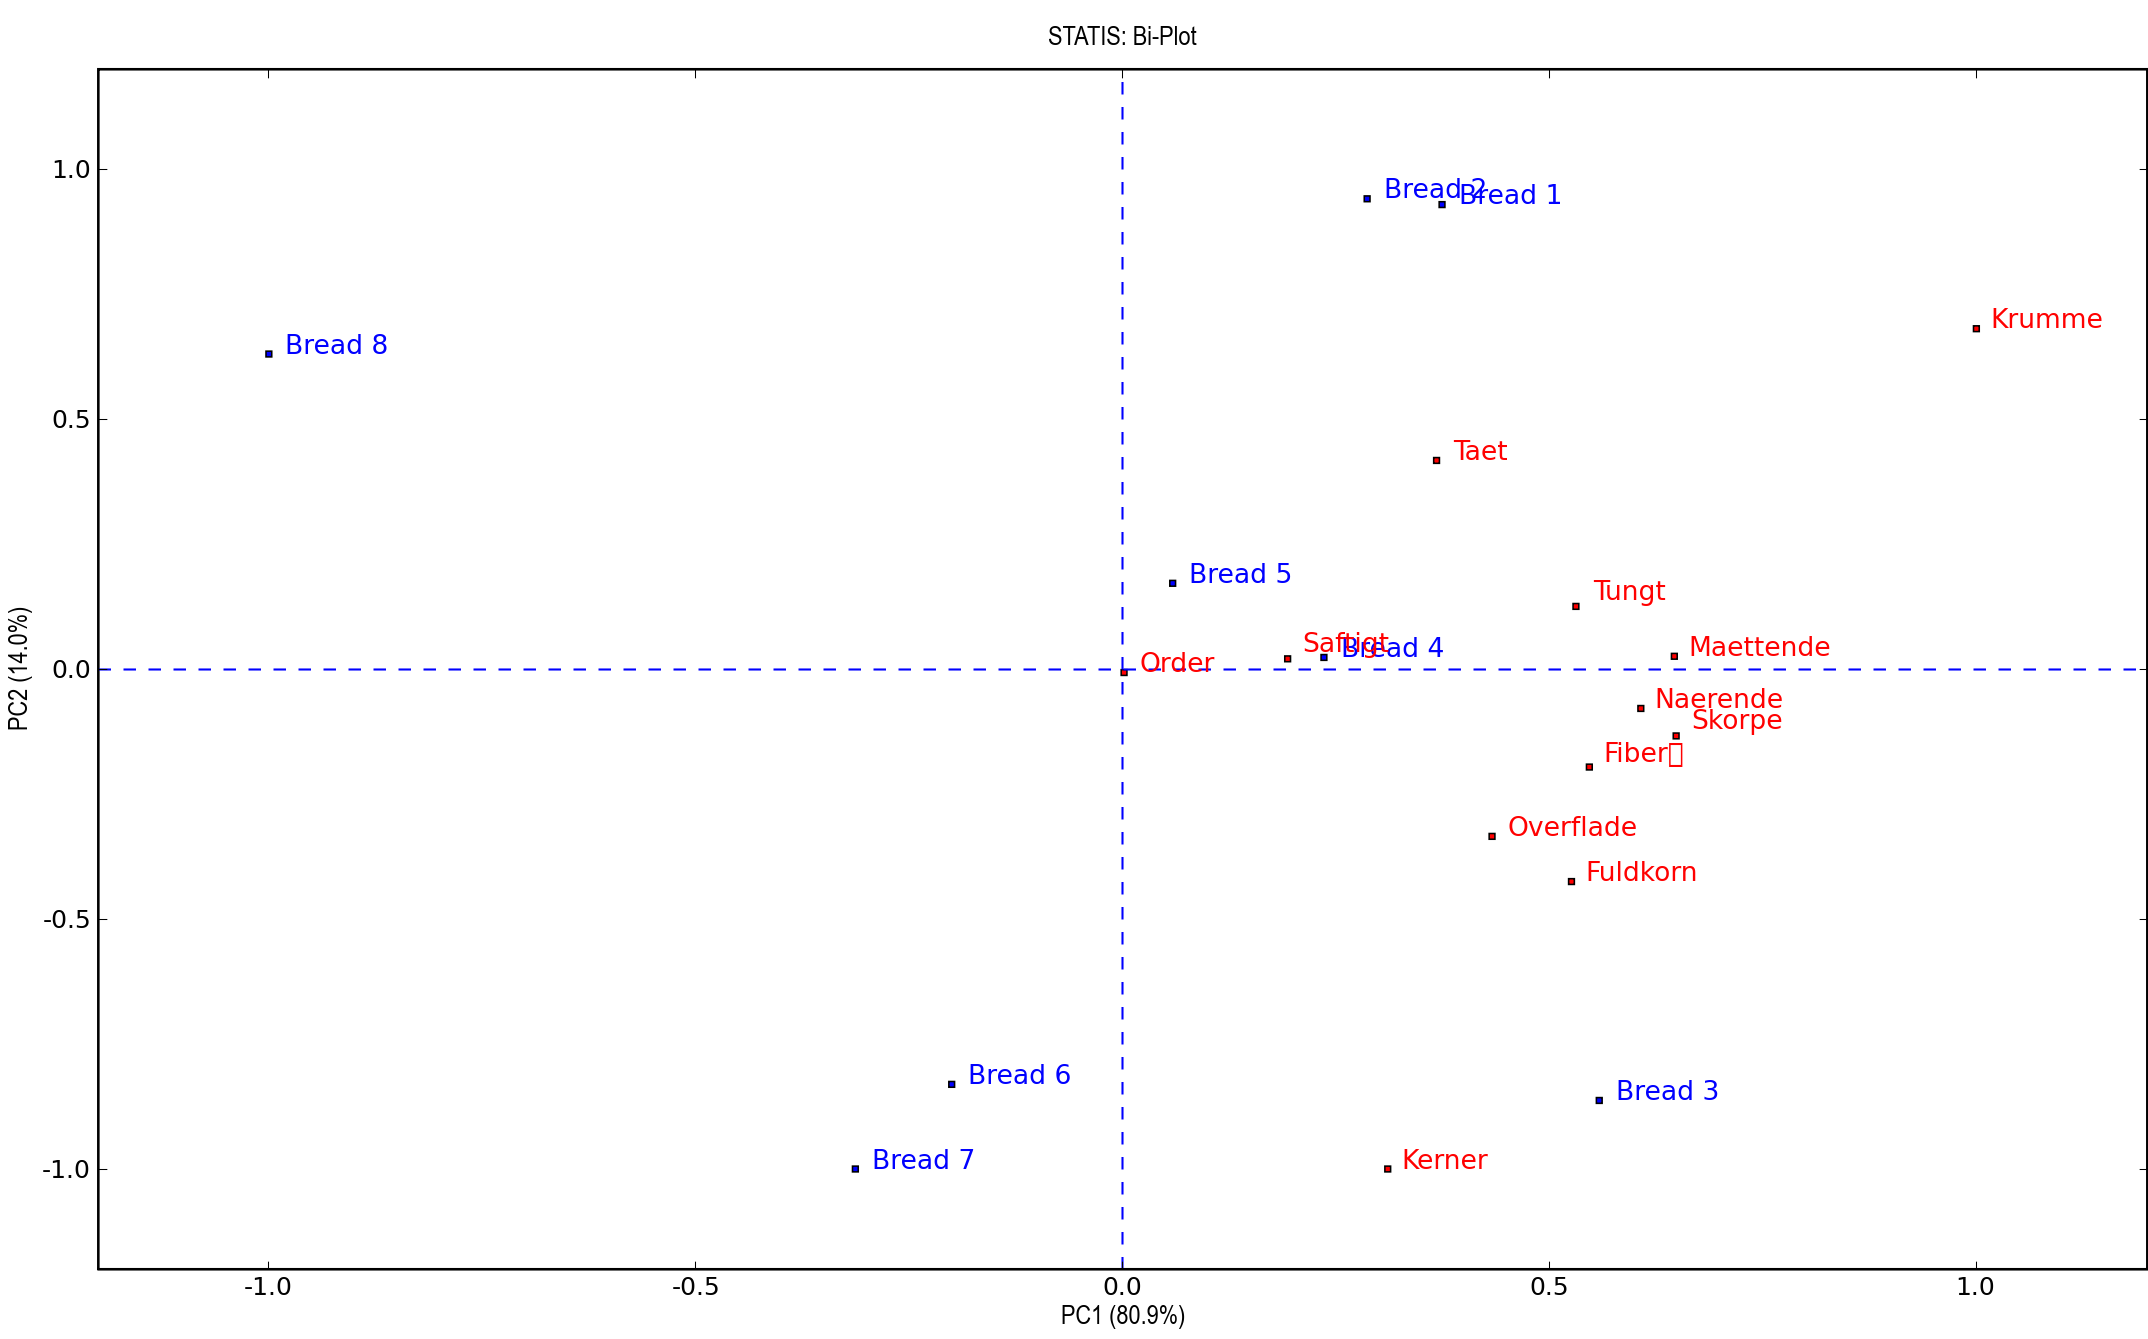 STATIS: Bi-Plot
1.0
Bread 2
Bread 1
Krumme
Bread 8
0.5
Taet
Bread 5
Tungt
Saftigt
Bread 4
Maettende
Order
0.0
PC2 (14.0%)
Naerende
Skorpe
Fiber▯
Overflade
Fuldkorn
-0.5
Bread 6
Bread 3
Bread 7
Kerner
-1.0
-1.0
-0.5
0.0
0.5
1.0
PC1 (80.9%)